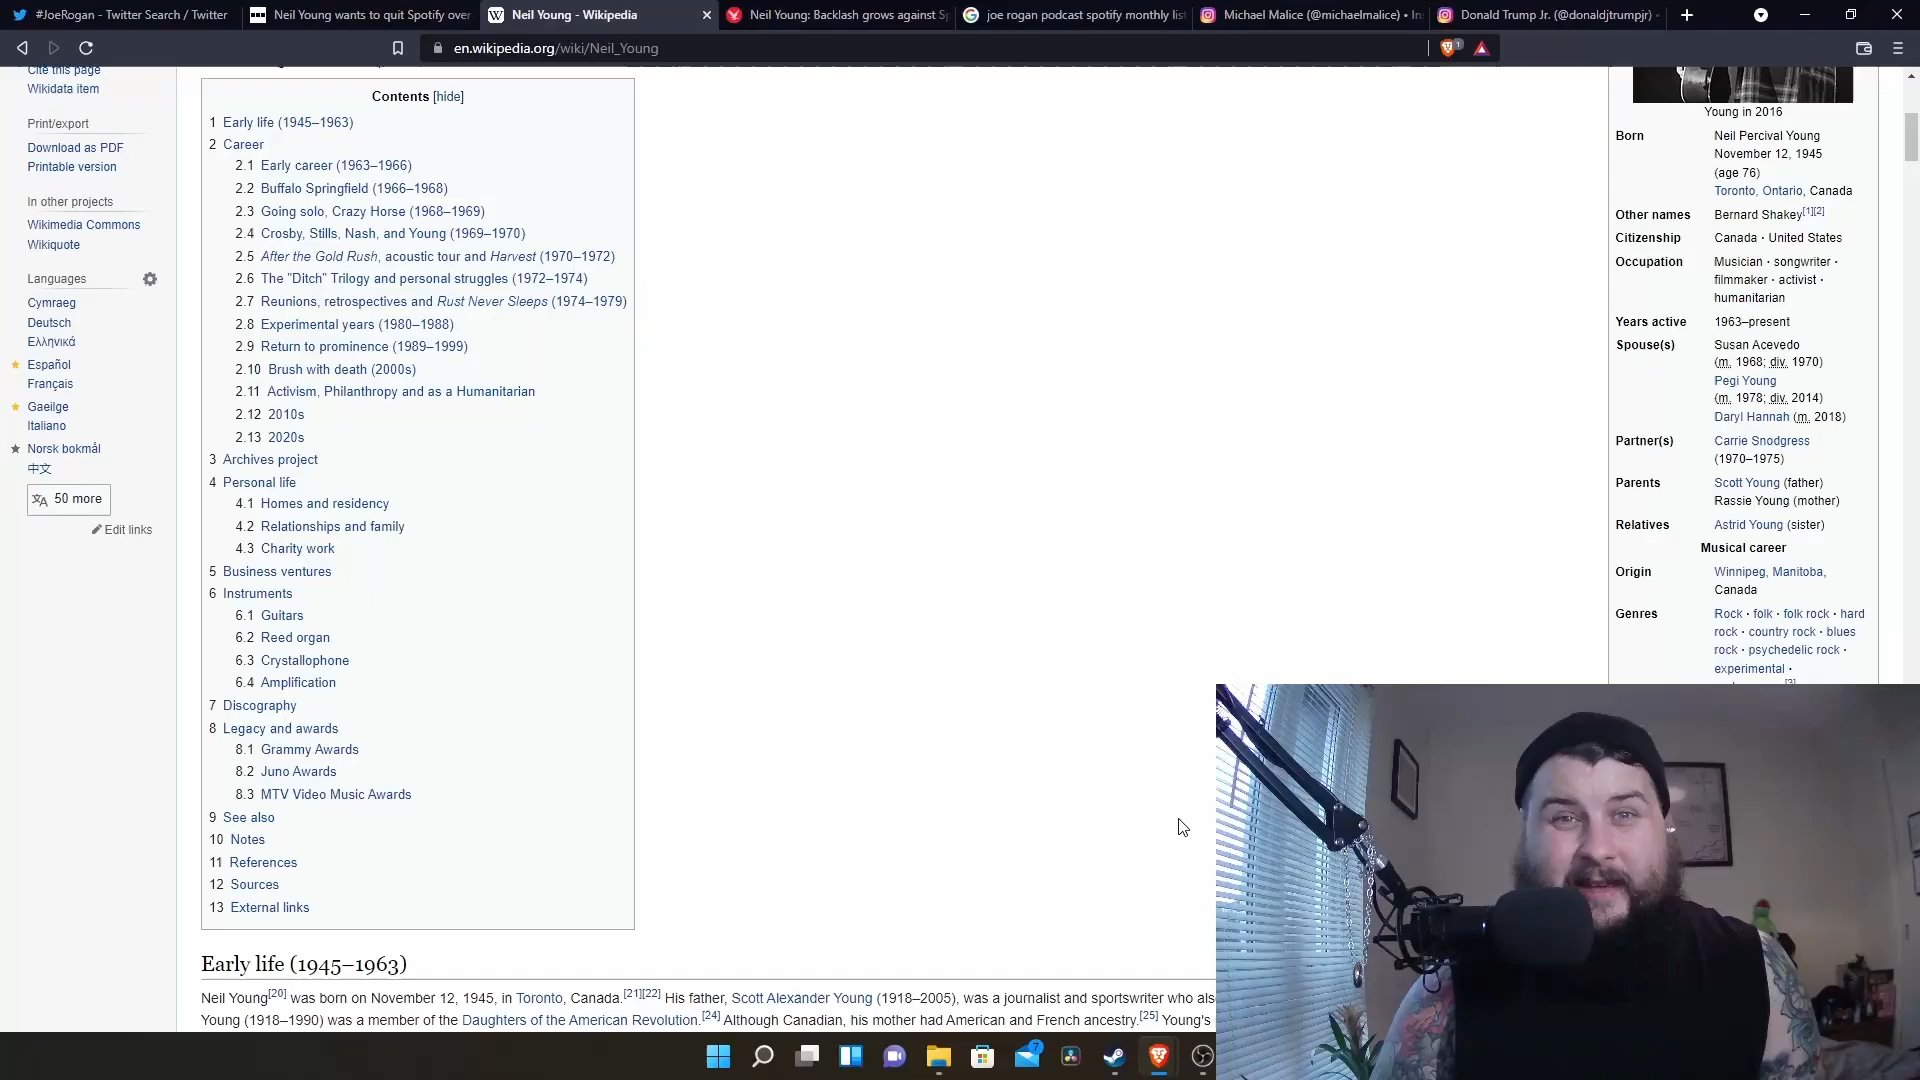 #JoeRogan - Twitter Search / Twitter
Neil Young wants to quit Spotify over
Neil Young - Wikipedia
Neil Young: Backlash grows against Sp
joe rogan podcast spotify monthly list
Michael Malice (@michaelmalice) • In
Donald Trump Jr. (@donaldjtrumpjr) •
en.wikipedia.org/wiki/Neil_Young
1
Cite this page
Wikidata item
Print/export
Download as PDF
Printable version
In other projects
Wikimedia Commons
Wikiquote
Languages
Cymraeg
Deutsch
Ελληνικά
Español
Français
Gaeilge
Italiano
Norsk bokmål
中文
50 more
Edit links
Contents [hide]
1 Early life (1945–1963)
2 Career
2.1 Early career (1963–1966)
2.2 Buffalo Springfield (1966–1968)
2.3 Going solo, Crazy Horse (1968–1969)
2.4 Crosby, Stills, Nash, and Young (1969–1970)
2.5 After the Gold Rush, acoustic tour and Harvest (1970–1972)
2.6 The "Ditch" Trilogy and personal struggles (1972–1974)
2.7 Reunions, retrospectives and Rust Never Sleeps (1974–1979)
2.8 Experimental years (1980–1988)
2.9 Return to prominence (1989–1999)
2.10 Brush with death (2000s)
2.11 Activism, Philanthropy and as a Humanitarian
2.12 2010s
2.13 2020s
3 Archives project
4 Personal life
4.1 Homes and residency
4.2 Relationships and family
4.3 Charity work
5 Business ventures
6 Instruments
6.1 Guitars
6.2 Reed organ
6.3 Crystallophone
6.4 Amplification
7 Discography
8 Legacy and awards
8.1 Grammy Awards
8.2 Juno Awards
8.3 MTV Video Music Awards
9 See also
10 Notes
11 References
12 Sources
13 External links
Early life (1945–1963)
Neil Young[20] was born on November 12, 1945, in Toronto, Canada.[21][22] His father, Scott Alexander Young (1918–2005), was a journalist and sportswriter who als
Young (1918–1990) was a member of the Daughters of the American Revolution.[24] Although Canadian, his mother had American and French ancestry.[25] Young's
Young in 2016
Born Neil Percival Young
November 12, 1945
(age 76)
Toronto, Ontario, Canada
Other names Bernard Shakey[1][2]
Citizenship Canada · United States
Occupation Musician · songwriter ·
filmmaker · activist ·
humanitarian
Years active 1963–present
Spouse(s) Susan Acevedo
(m. 1968; div. 1970)
Pegi Young
(m. 1978; div. 2014)
Daryl Hannah (m. 2018)
Partner(s) Carrie Snodgress
(1970–1975)
Parents Scott Young (father)
Rassie Young (mother)
Relatives Astrid Young (sister)
Musical career
Origin Winnipeg, Manitoba,
Canada
Genres Rock · folk · folk rock · hard
rock · country rock · blues
rock · psychedelic rock ·
experimental ·
[3]
7